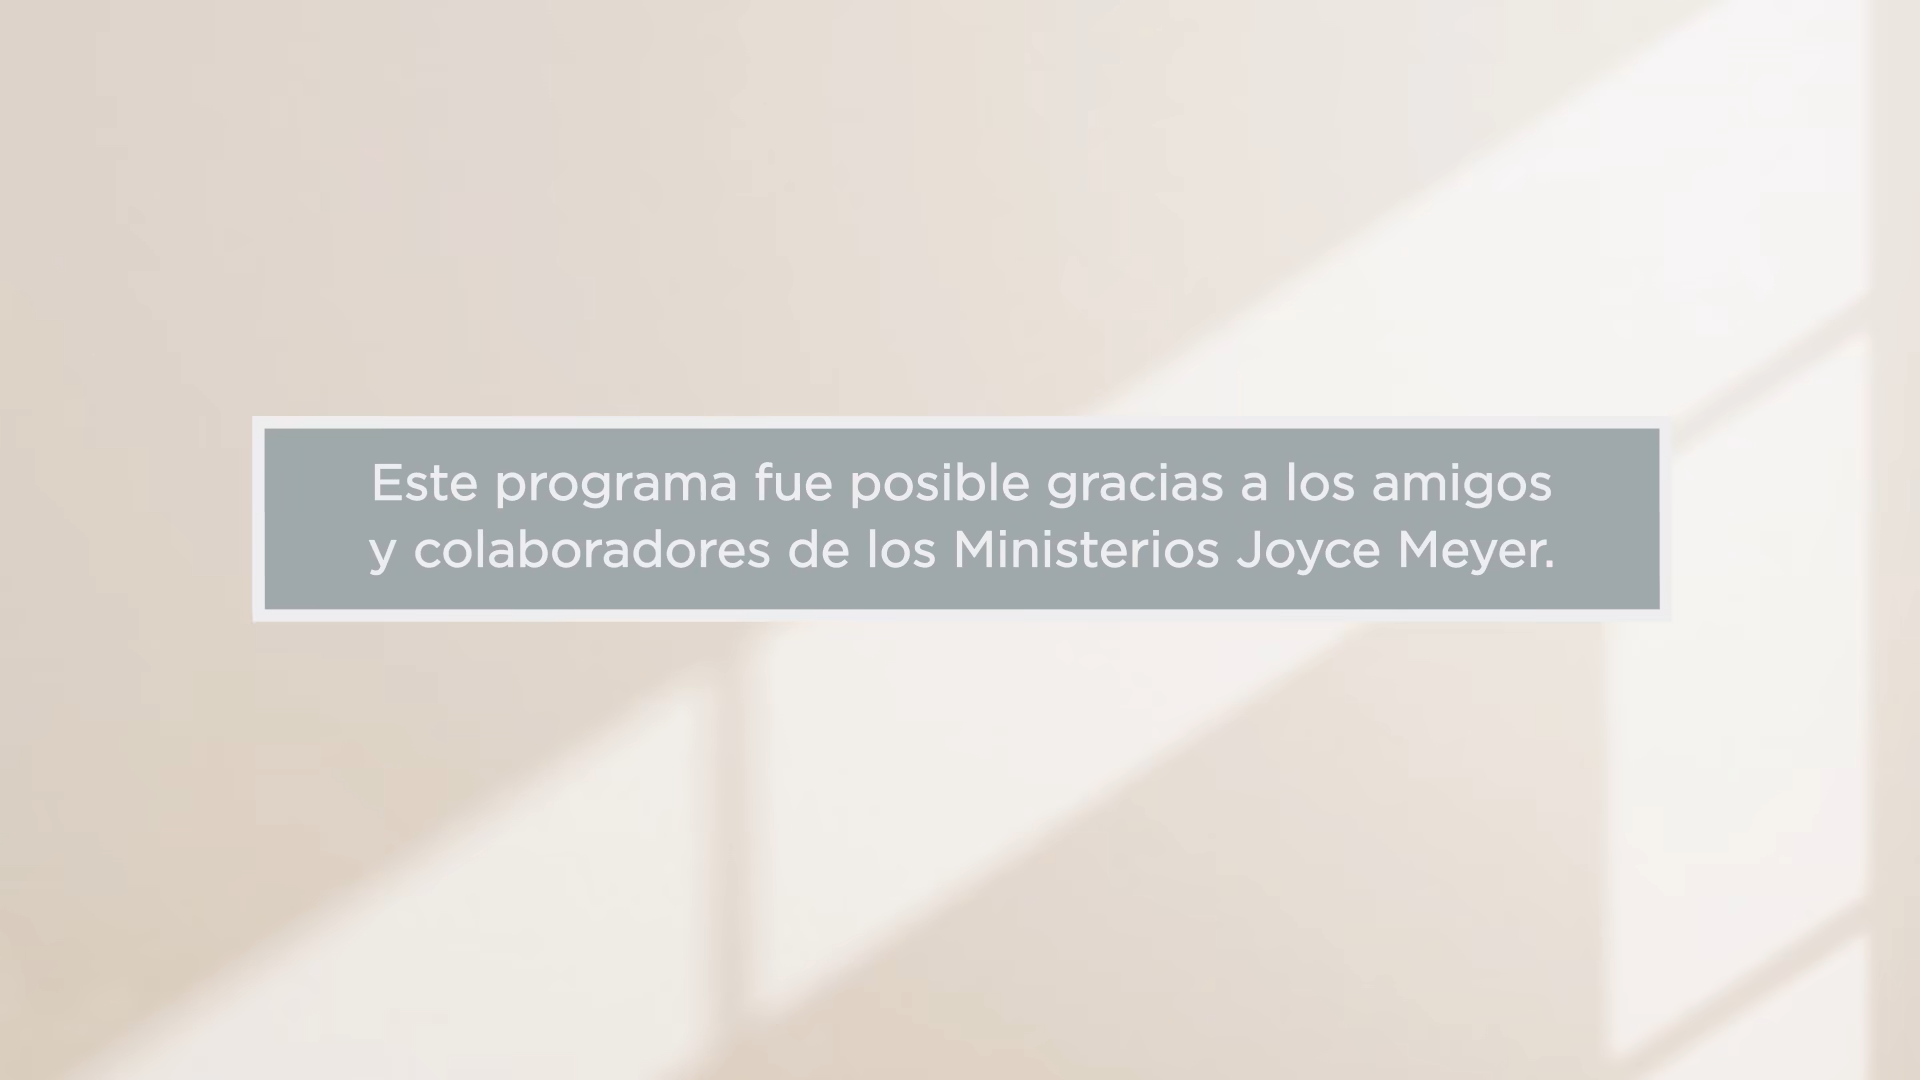 Este programa fue posible gracias a los amigos
y colaboradores de los Ministerios Joyce Meyer.